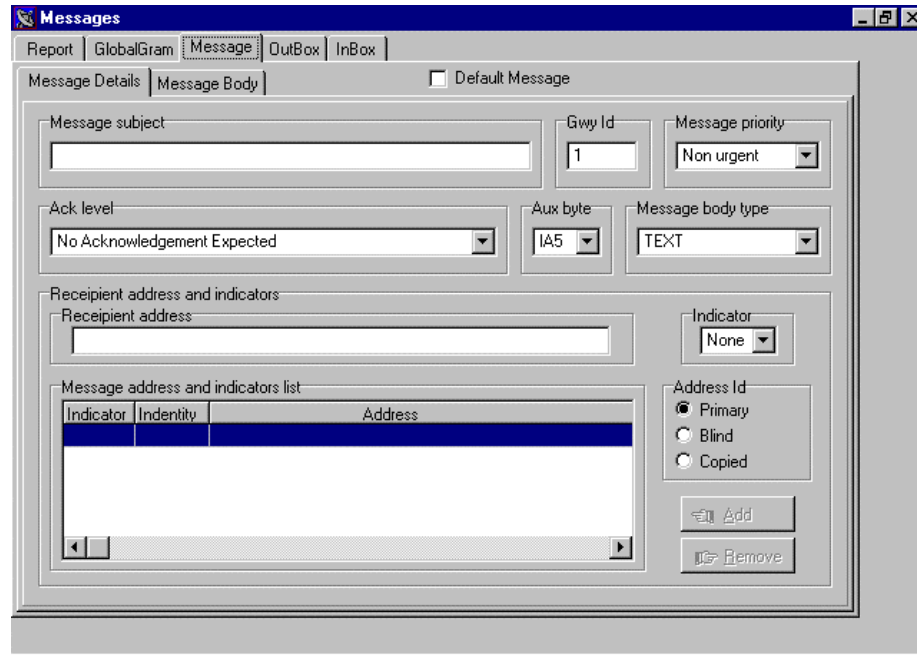 Messages
Report GlobalGram Message OutBox InBox
Message Details Message Body Default Message
Message subject Gwy Id Message priority
1 Non urgent
Ack level Aux byte Message body type
No Acknowledgement Expected IA5 TEXT
Receipient address and indicators
Receipient address Indicator
None
Message address and indicators list Address Id
Indicator Indentity Address Primary
Blind
Copied
Add
Remove